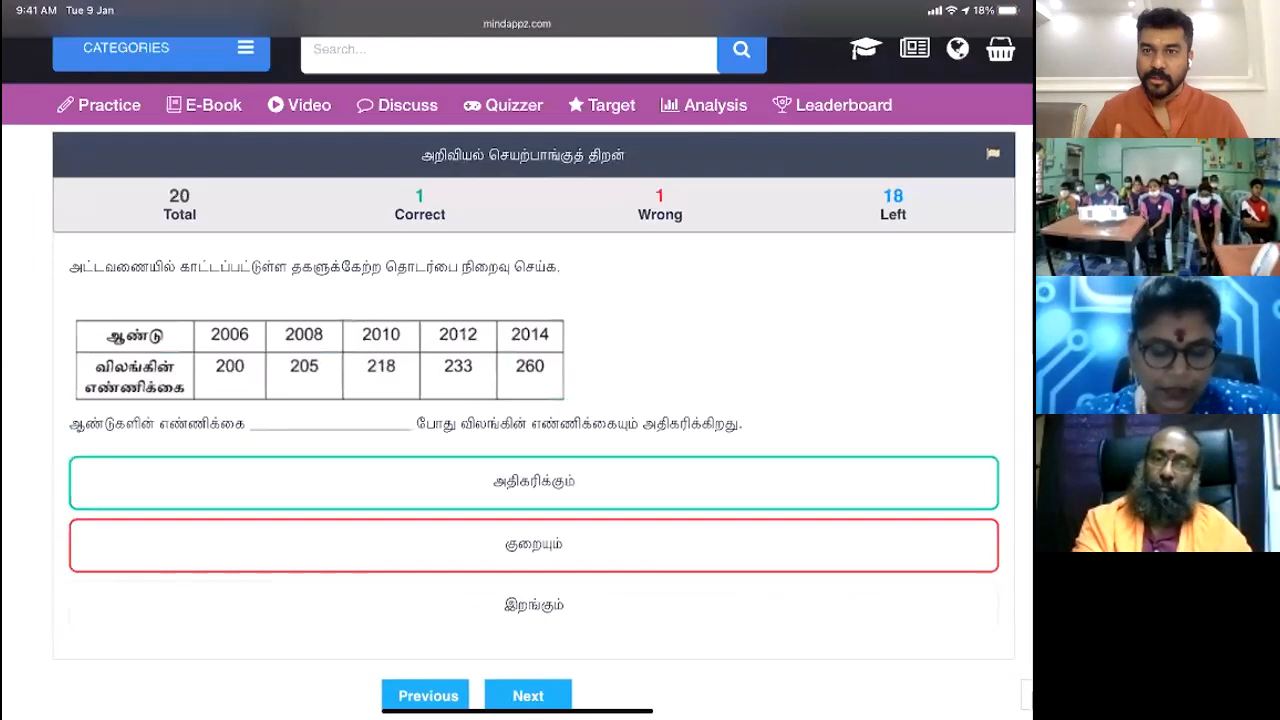 9:41 AM Tue 9 Jan
18%
mindappz.com
CATEGORIES
Search...
Practice E-Book Video Discuss Quizzer Target Analysis Leaderboard
அறிவியல் செயற்பாங்குத் திறன்
20 1 1 18
Total Correct Wrong Left
அட்டவணையில் காட்டப்பட்டுள்ள தகளுக்கேற்ற தொடர்பை நிறைவு செய்க.
ஆண்டு 2006 2008 2010 2012 2014
விலங்கின் 200 205 218 233 260
எண்ணிக்கை
ஆண்டுகளின் எண்ணிக்கை ____________________ போது விலங்கின் எண்ணிக்கையும் அதிகரிக்கிறது.
அதிகரிக்கும்
குறையும்
இறங்கும்
Previous Next